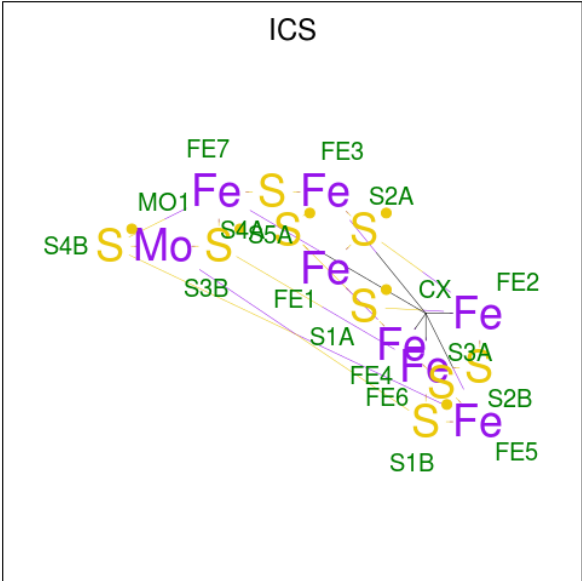 ICS
FE7
FE3
Fe S Fe
S2A
MO1
S4A S5A
S S
S4B S Mo S
Fe
S3B
FE1
CX
FE2
S
Fe
S1A
Fe
S3A
Fe S
FE4
S
FE6
S2B
S Fe
FE5
S1B